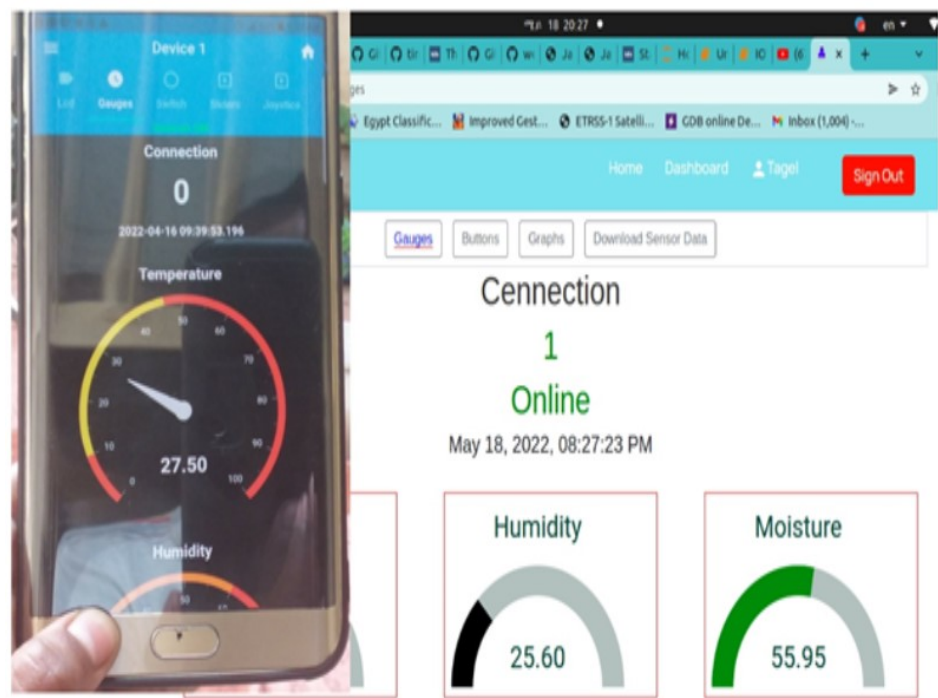 Device 1
List Gauges Switch Sliders Joystick
Connection
0
2022-04-16 09:39:53.196
Temperature
0 10 20 30 40 50 60 70 80 90 100
27.50
Humidity
50
18 20:27
en
ges
Egypt Classific... Improved Gest... ETRSS-1 Satelli... GDB online De... Inbox (1,004) -...
Home Dashboard Tagel Sign Out
Gauges Buttons Graphs Download Sensor Data
Cennection
1
Online
May 18, 2022, 08:27:23 PM
Humidity
25.60
Moisture
55.95